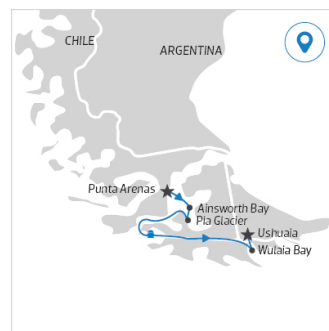 CHILE
ARGENTINA
Punta Arenas
Ainsworth Bay
Pia Glacier
Ushuaia
Wulaia Bay